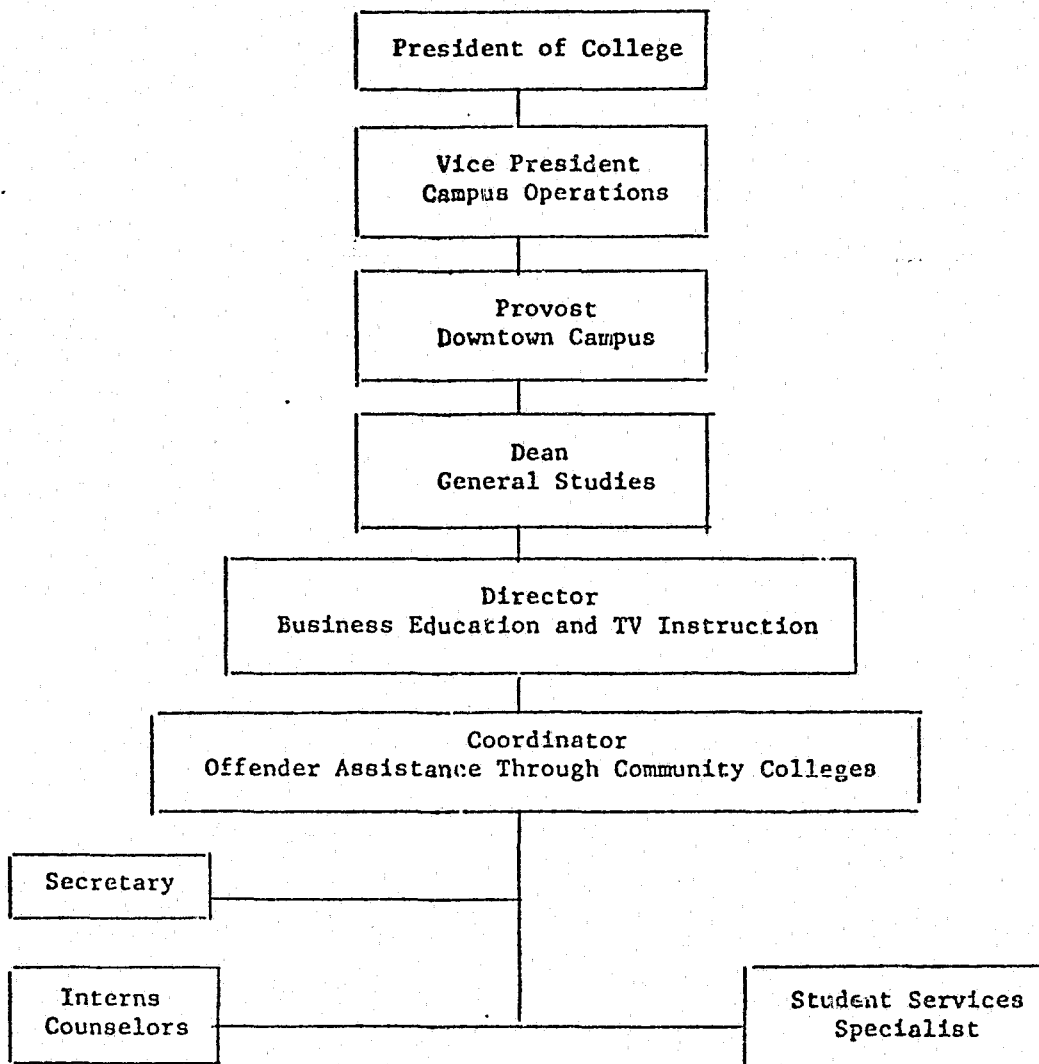 President of College
Vice President
Campus Operations
Provost
Downtown Campus
Dean
General Studies
Director
Business Education and TV Instruction
Coordinator
Offender Assistance Through Community Colleges
Secretary
Interns
Counselors
Student Services
Specialist